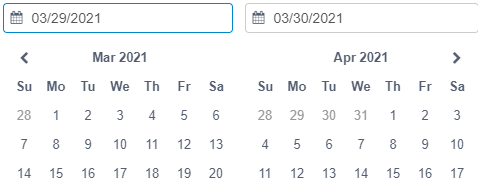 03/29/2021 03/30/2021
Mar 2021 Apr 2021
Su Mo Tu We Th Fr Sa Su Mo Tu We Th Fr Sa
28 1 2 3 4 5 6 28 29 30 31 1 2 3
7 8 9 10 11 12 13 4 5 6 7 8 9 10
14 15 16 17 18 19 20 11 12 13 14 15 16 17